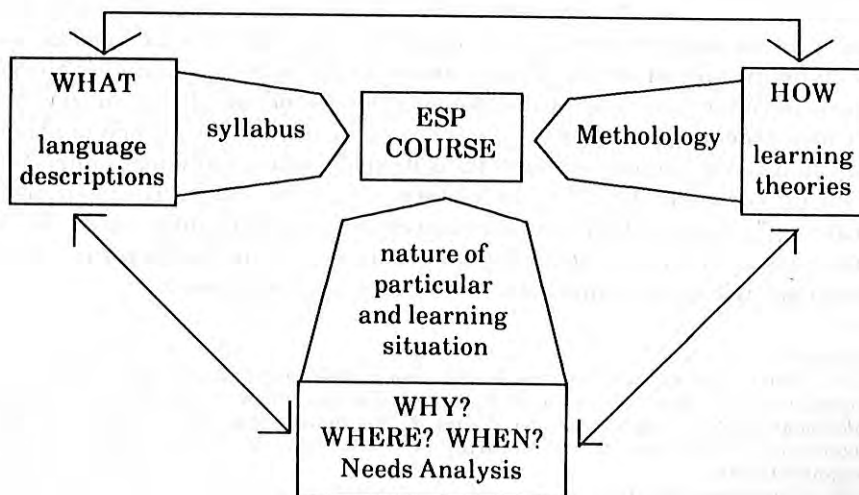 WHAT
language
descriptions
syllabus
ESP
COURSE
Metholology
HOW
learning
theories
nature of
particular
and learning
situation
WHY?
WHERE? WHEN?
Needs Analysis